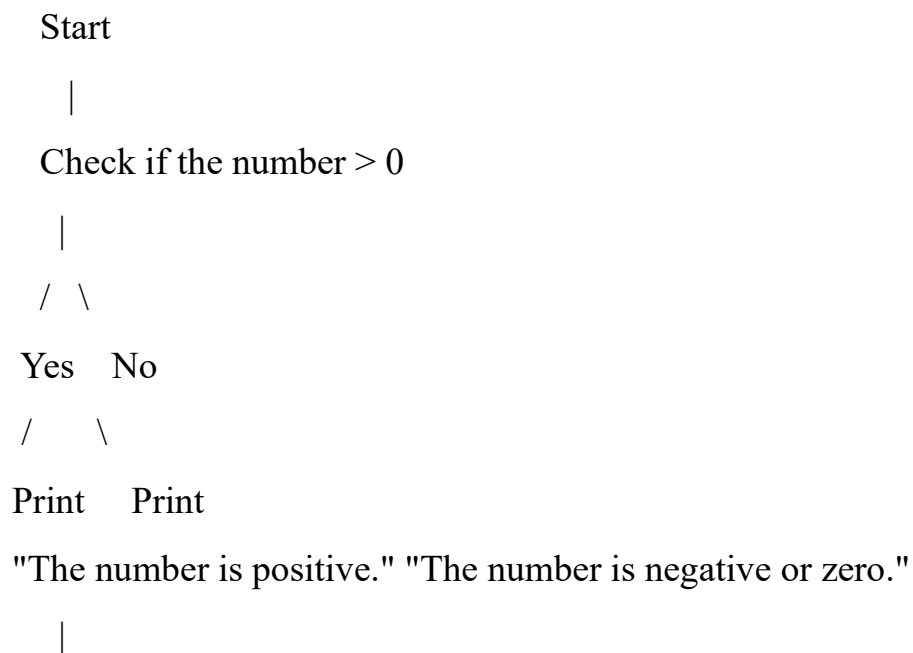 Start
|
Check if the number > 0
|
/ \
Yes No
/ \
Print Print
"The number is positive." "The number is negative or zero."
|